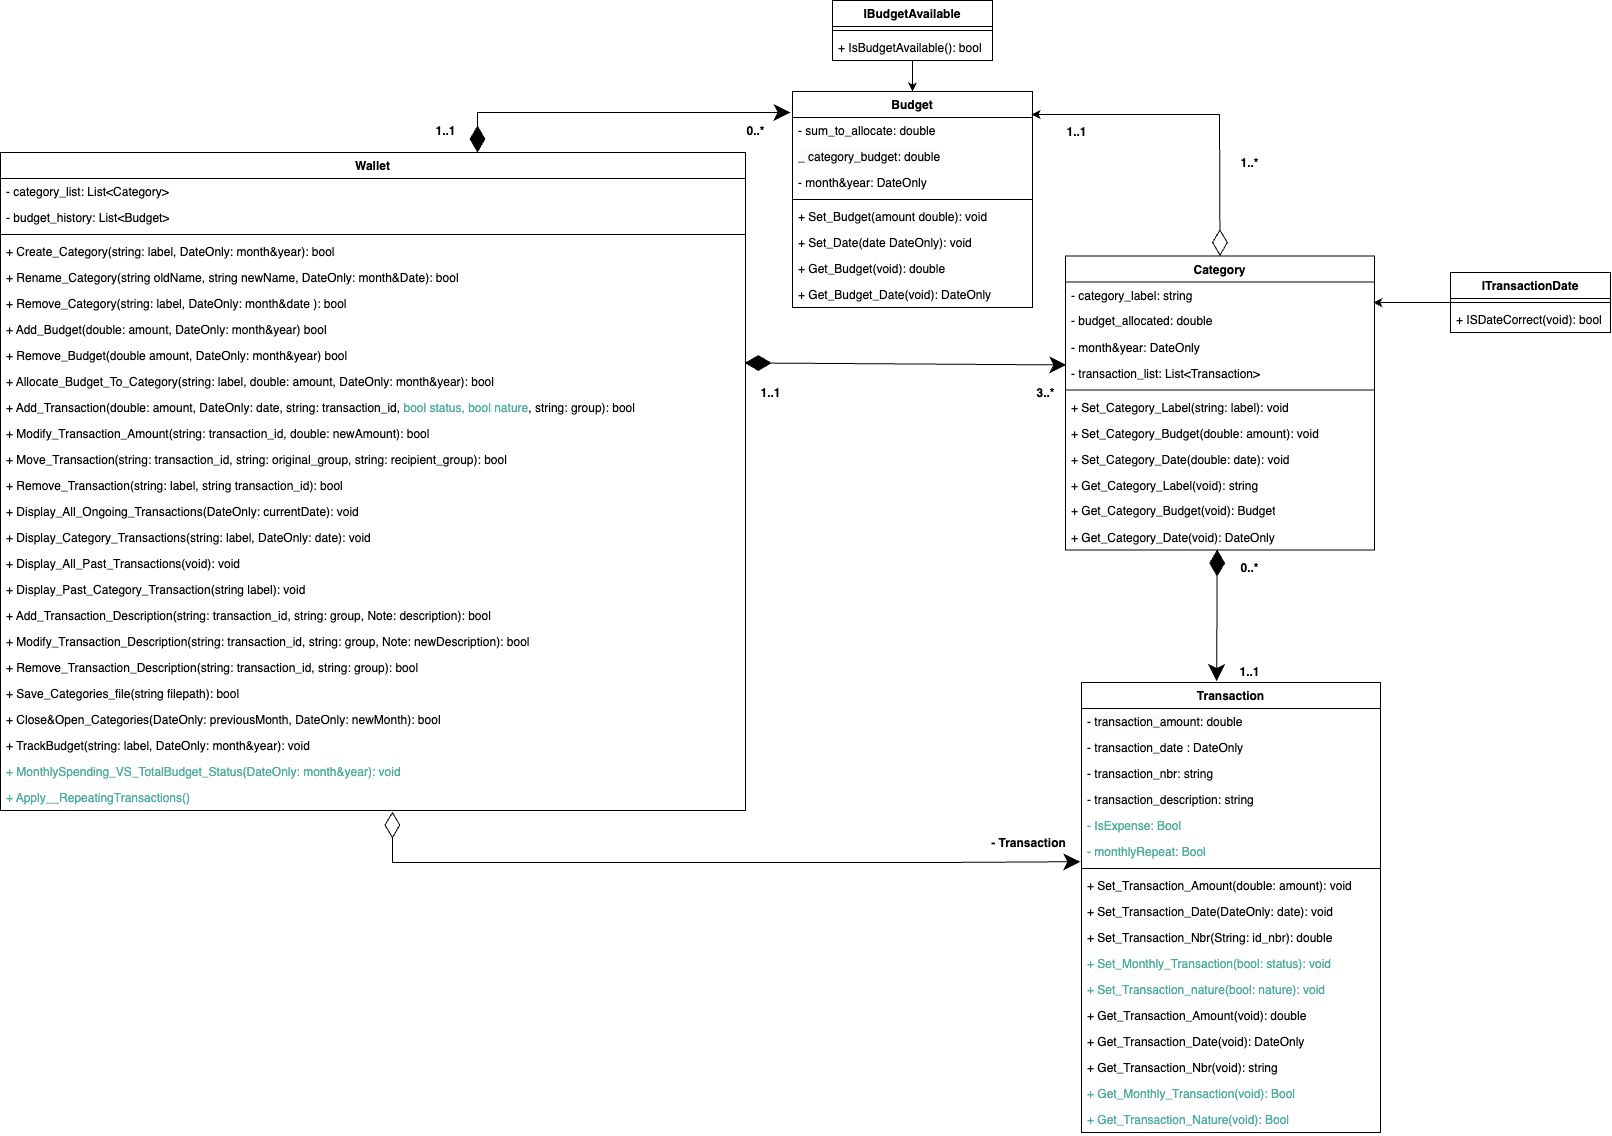 IBudgetAvailable
+ IsBudgetAvailable(): bool
Budget
- sum_to_allocate: double
_ category_budget: double
- month&year: DateOnly
+ Set_Budget(amount double): void
+ Set_Date(date DateOnly): void
+ Get_Budget(void): double
+ Get_Budget_Date(void): DateOnly
1..1
0..*
1..1
1..*
Wallet
- category_list: List<Category>
- budget_history: List<Budget>
+ Create_Category(string: label, DateOnly: month&year): bool
+ Rename_Category(string oldName, string newName, DateOnly: month&Date): bool
+ Remove_Category(string: label, DateOnly: month&date ): bool
+ Add_Budget(double: amount, DateOnly: month&year) bool
+ Remove_Budget(double amount, DateOnly: month&year) bool
+ Allocate_Budget_To_Category(string: label, double: amount, DateOnly: month&year): bool
+ Add_Transaction(double: amount, DateOnly: date, string: transaction_id, bool status, bool nature, string: group): bool
+ Modify_Transaction_Amount(string: transaction_id, double: newAmount): bool
+ Move_Transaction(string: transaction_id, string: original_group, string: recipient_group): bool
+ Remove_Transaction(string: label, string transaction_id): bool
+ Display_All_Ongoing_Transactions(DateOnly: currentDate): void
+ Display_Category_Transactions(string: label, DateOnly: date): void
+ Display_All_Past_Transactions(void): void
+ Display_Past_Category_Transaction(string label): void
+ Add_Transaction_Description(string: transaction_id, string: group, Note: description): bool
+ Modify_Transaction_Description(string: transaction_id, string: group, Note: newDescription): bool
+ Remove_Transaction_Description(string: transaction_id, string: group): bool
+ Save_Categories_file(string filepath): bool
+ Close&Open_Categories(DateOnly: previousMonth, DateOnly: newMonth): bool
+ TrackBudget(string: label, DateOnly: month&year): void
+ MonthlySpending_VS_TotalBudget_Status(DateOnly: month&year): void
+ Apply__RepeatingTransactions()
1..1
3..*
Category
- category_label: string
- budget_allocated: double
- month&year: DateOnly
- transaction_list: List<Transaction>
+ Set_Category_Label(string: label): void
+ Set_Category_Budget(double: amount): void
+ Set_Category_Date(double: date): void
+ Get_Category_Label(void): string
+ Get_Category_Budget(void): Budget
+ Get_Category_Date(void): DateOnly
ITransactionDate
+ ISDateCorrect(void): bool
0..*
1..1
- Transaction
Transaction
- transaction_amount: double
- transaction_date : DateOnly
- transaction_nbr: string
- transaction_description: string
- IsExpense: Bool
- monthlyRepeat: Bool
+ Set_Transaction_Amount(double: amount): void
+ Set_Transaction_Date(DateOnly: date): void
+ Set_Transaction_Nbr(String: id_nbr): double
+ Set_Monthly_Transaction(bool: status): void
+ Set_Transaction_nature(bool: nature): void
+ Get_Transaction_Amount(void): double
+ Get_Transaction_Date(void): DateOnly
+ Get_Transaction_Nbr(void): string
+ Get_Monthly_Transaction(void): Bool
+ Get_Transaction_Nature(void): Bool